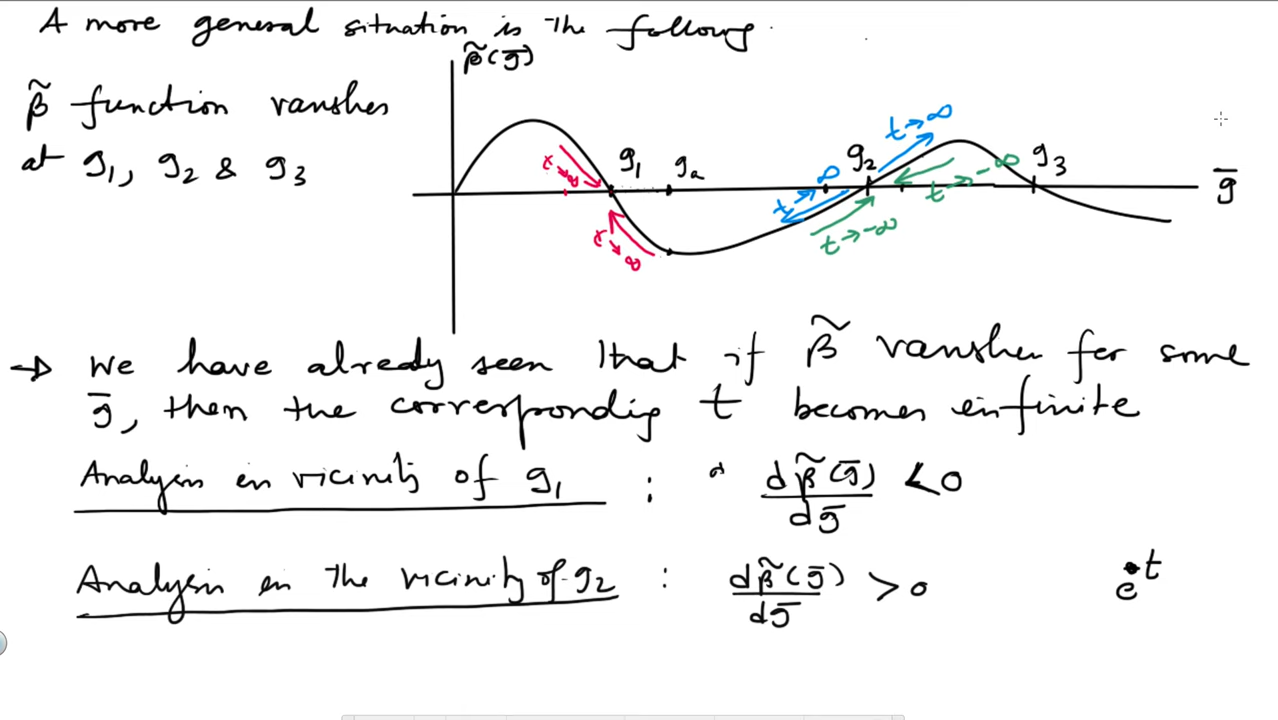 A more general situation is the following.
β̃(ḡ)
β̃ function vanshes
at g₁, g₂ & g₃
t→∞ g₁ gₐ t→∞ g₂ t→∞ t→-∞ g₃ ḡ
t→∞ t→-∞
→ We have already seen that if β̃ vanshes for some
ḡ, then the corresponding t becomes infinite
Analysis in vicinity of g₁ : dβ̃(ḡ)/dḡ < 0
Analysis in the vicinity of g₂ : dβ̃(ḡ)/dḡ > 0 e^t